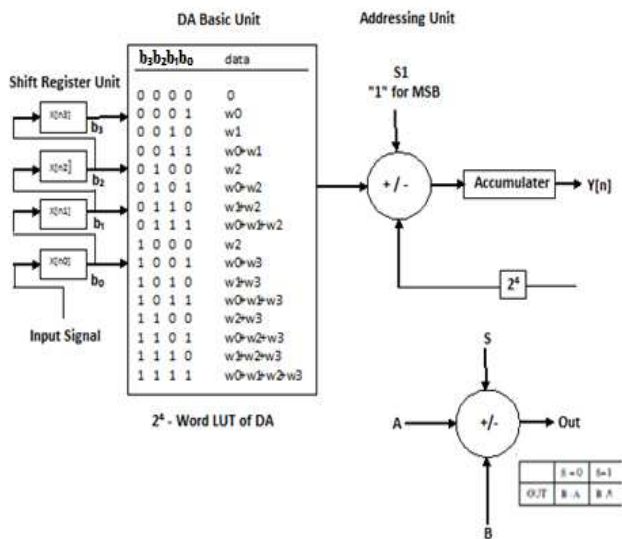 DA Basic Unit
Addressing Unit
Shift Register Unit
b3b2b1b0 data
0 0 0 0 0
0 0 0 1 w0
0 0 1 0 w1
0 0 1 1 w0+w1
0 1 0 0 w2
0 1 0 1 w0+w2
0 1 1 0 w1+w2
0 1 1 1 w0+w1+w2
1 0 0 0 w2
1 0 0 1 w0+w3
1 0 1 0 w1+w3
1 0 1 1 w0+w1+w3
1 1 0 0 w2+w3
1 1 0 1 w0+w2+w3
1 1 1 0 w1+w2+w3
1 1 1 1 w0+w1+w2+w3
X[n3]
b3
X[n2]
b2
X[n1]
b1
X[n0]
b0
Input Signal
2⁴ - Word LUT of DA
S1
"1" for MSB
+ / -
Accumulater
Y[n]
2⁴
S
A
+/-
Out
B
S=0 S=1
OUT